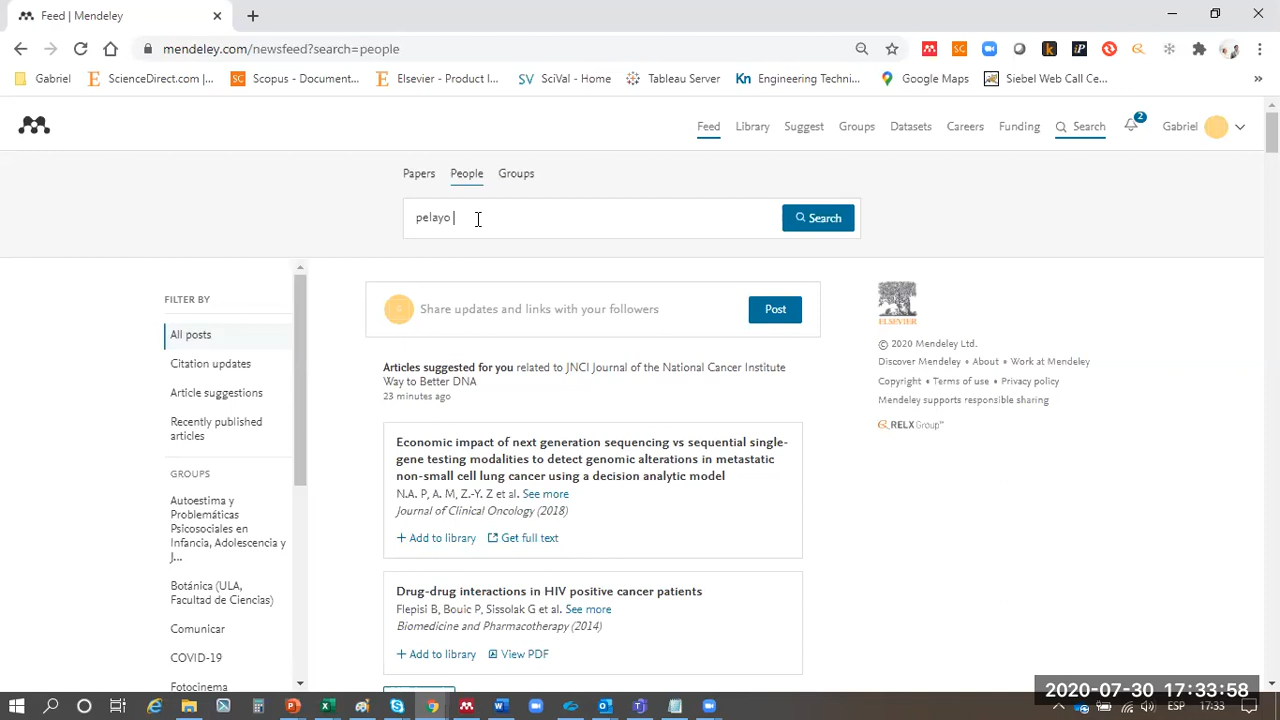 Feed | Mendeley
mendeley.com/newsfeed?search=people
Gabriel
ScienceDirect.com |...
Scopus - Document...
Elsevier - Product I...
SciVal - Home
Tableau Server
Engineering Techni...
Google Maps
Siebel Web Call Ce...
Feed
Library
Suggest
Groups
Datasets
Careers
Funding
Search
2
Gabriel
Papers
People
Groups
pelayo
Search
FILTER BY
All posts
Citation updates
Article suggestions
Recently published
articles
GROUPS
Autoestima y
Problemáticas
Psicosociales en
Infancia, Adolescencia y
J...
Botánica (ULA,
Facultad de Ciencias)
Comunicar
COVID-19
Fotocinema
Share updates and links with your followers
Post
Articles suggested for you related to JNCI Journal of the National Cancer Institute
Way to Better DNA
23 minutes ago
Economic impact of next generation sequencing vs sequential single-
gene testing modalities to detect genomic alterations in metastatic
non-small cell lung cancer using a decision analytic model
N.A. P, A. M, Z.-Y. Z et al. See more
Journal of Clinical Oncology (2018)
+ Add to library
Get full text
Drug-drug interactions in HIV positive cancer patients
Flepisi B, Bouic P, Sissolak G et al. See more
Biomedicine and Pharmacotherapy (2014)
+ Add to library
View PDF
ELSEVIER
© 2020 Mendeley Ltd.
Discover Mendeley • About • Work at Mendeley
Copyright • Terms of use • Privacy policy
Mendeley supports responsible sharing
RELX Group™
2020-07-30 17:33:58
ESP
17:33